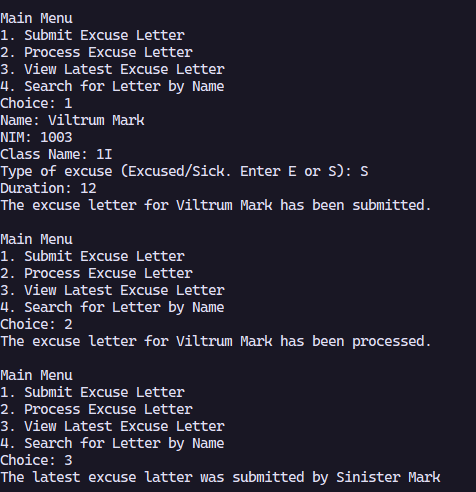 Main Menu
1. Submit Excuse Letter
2. Process Excuse Letter
3. View Latest Excuse Letter
4. Search for Letter by Name
Choice: 1
Name: Viltrum Mark
NIM: 1003
Class Name: 1I
Type of excuse (Excused/Sick. Enter E or S): S
Duration: 12
The excuse letter for Viltrum Mark has been submitted.
Main Menu
1. Submit Excuse Letter
2. Process Excuse Letter
3. View Latest Excuse Letter
4. Search for Letter by Name
Choice: 2
The excuse letter for Viltrum Mark has been processed.
Main Menu
1. Submit Excuse Letter
2. Process Excuse Letter
3. View Latest Excuse Letter
4. Search for Letter by Name
Choice: 3
The latest excuse latter was submitted by Sinister Mark